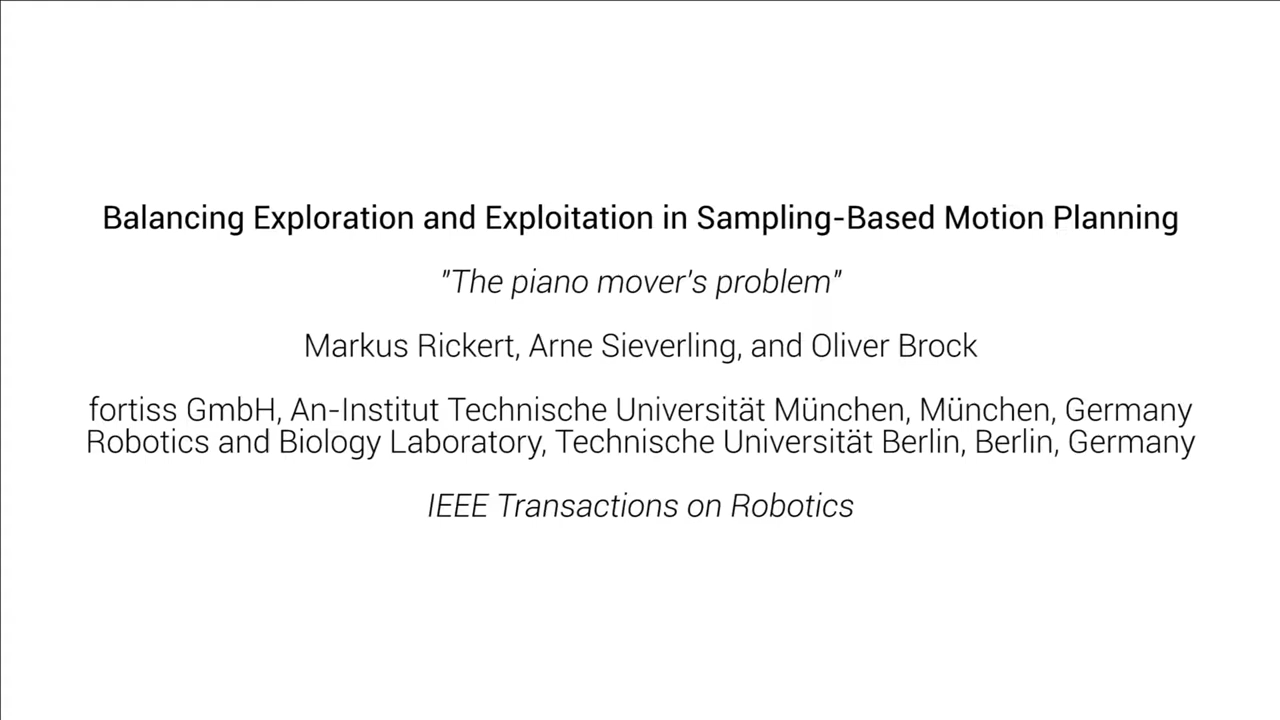 Balancing Exploration and Exploitation in Sampling-Based Motion Planning
"The piano mover's problem"
Markus Rickert, Arne Sieverling, and Oliver Brock
fortiss GmbH, An-Institut Technische Universität München, München, Germany
Robotics and Biology Laboratory, Technische Universität Berlin, Berlin, Germany
IEEE Transactions on Robotics